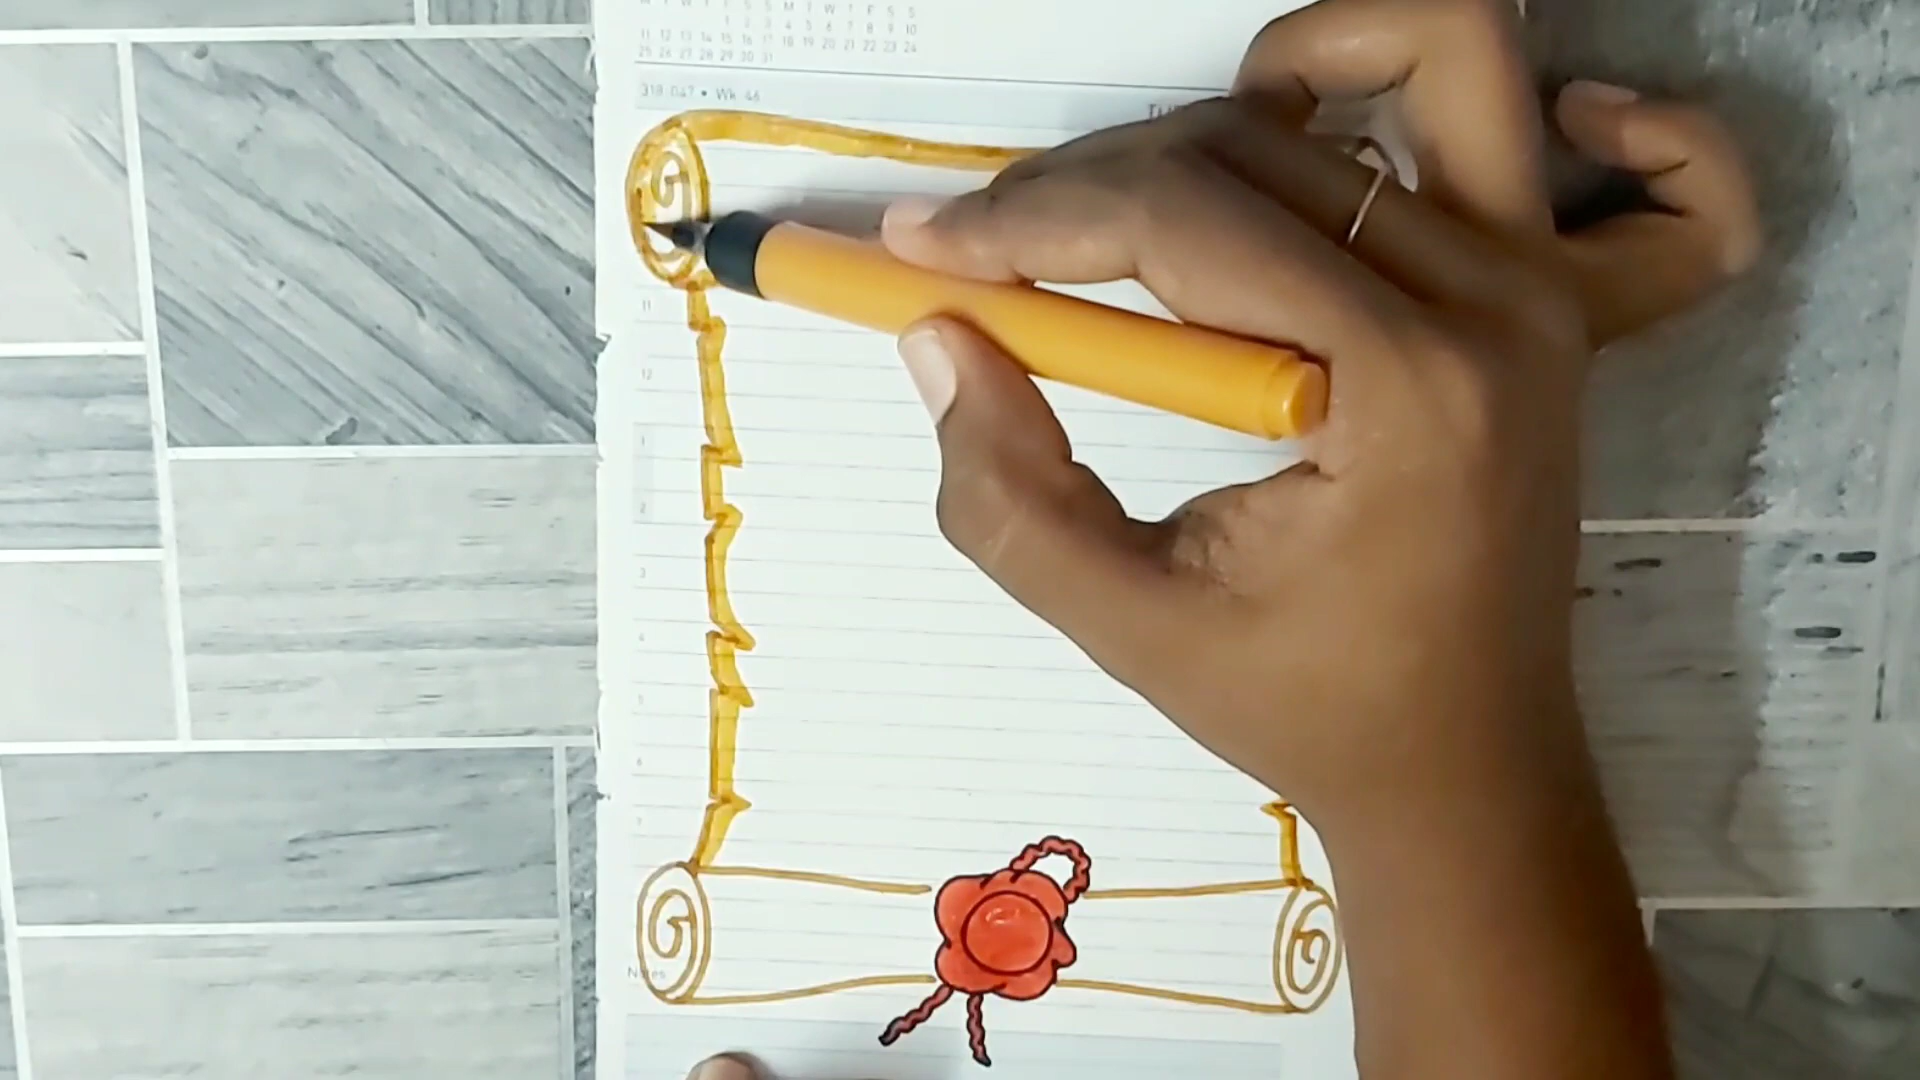 M T W T F S S M T W T F S S
1 2 3 4 5 6 7 8 9 10
11 12 13 14 15 16 17 18 19 20 21 22 23 24
25 26 27 28 29 30 31
318 047 • Wk 46
11
12
1
2
3
4
5
6
7
Notes